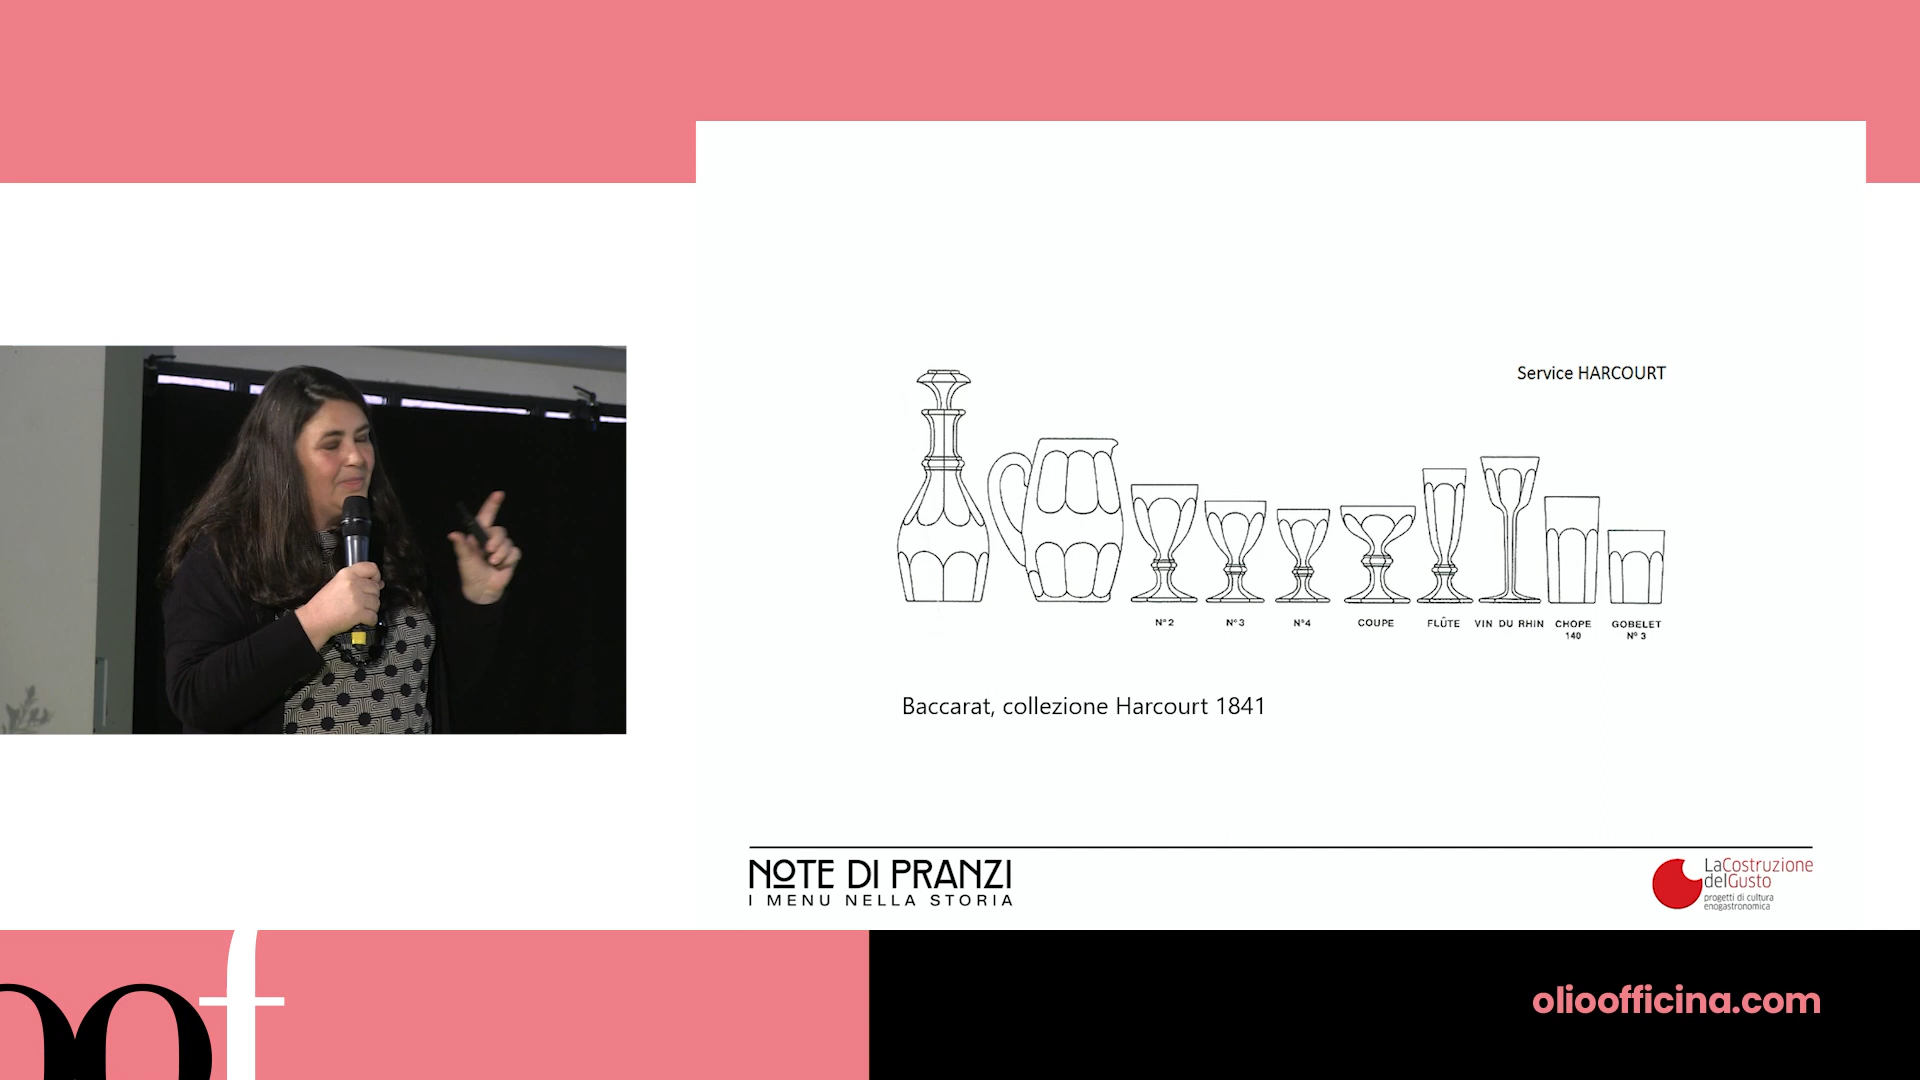 Service HARCOURT
N°2 N°3 N°4 COUPE FLÛTE VIN DU RHIN CHOPE 140 GOBELET N° 3
Baccarat, collezione Harcourt 1841
NOTE DI PRANZI
I MENU NELLA STORIA
LaCostruzione
delGusto
progetti di cultura
enogastronomica
oof
olioofficina.com